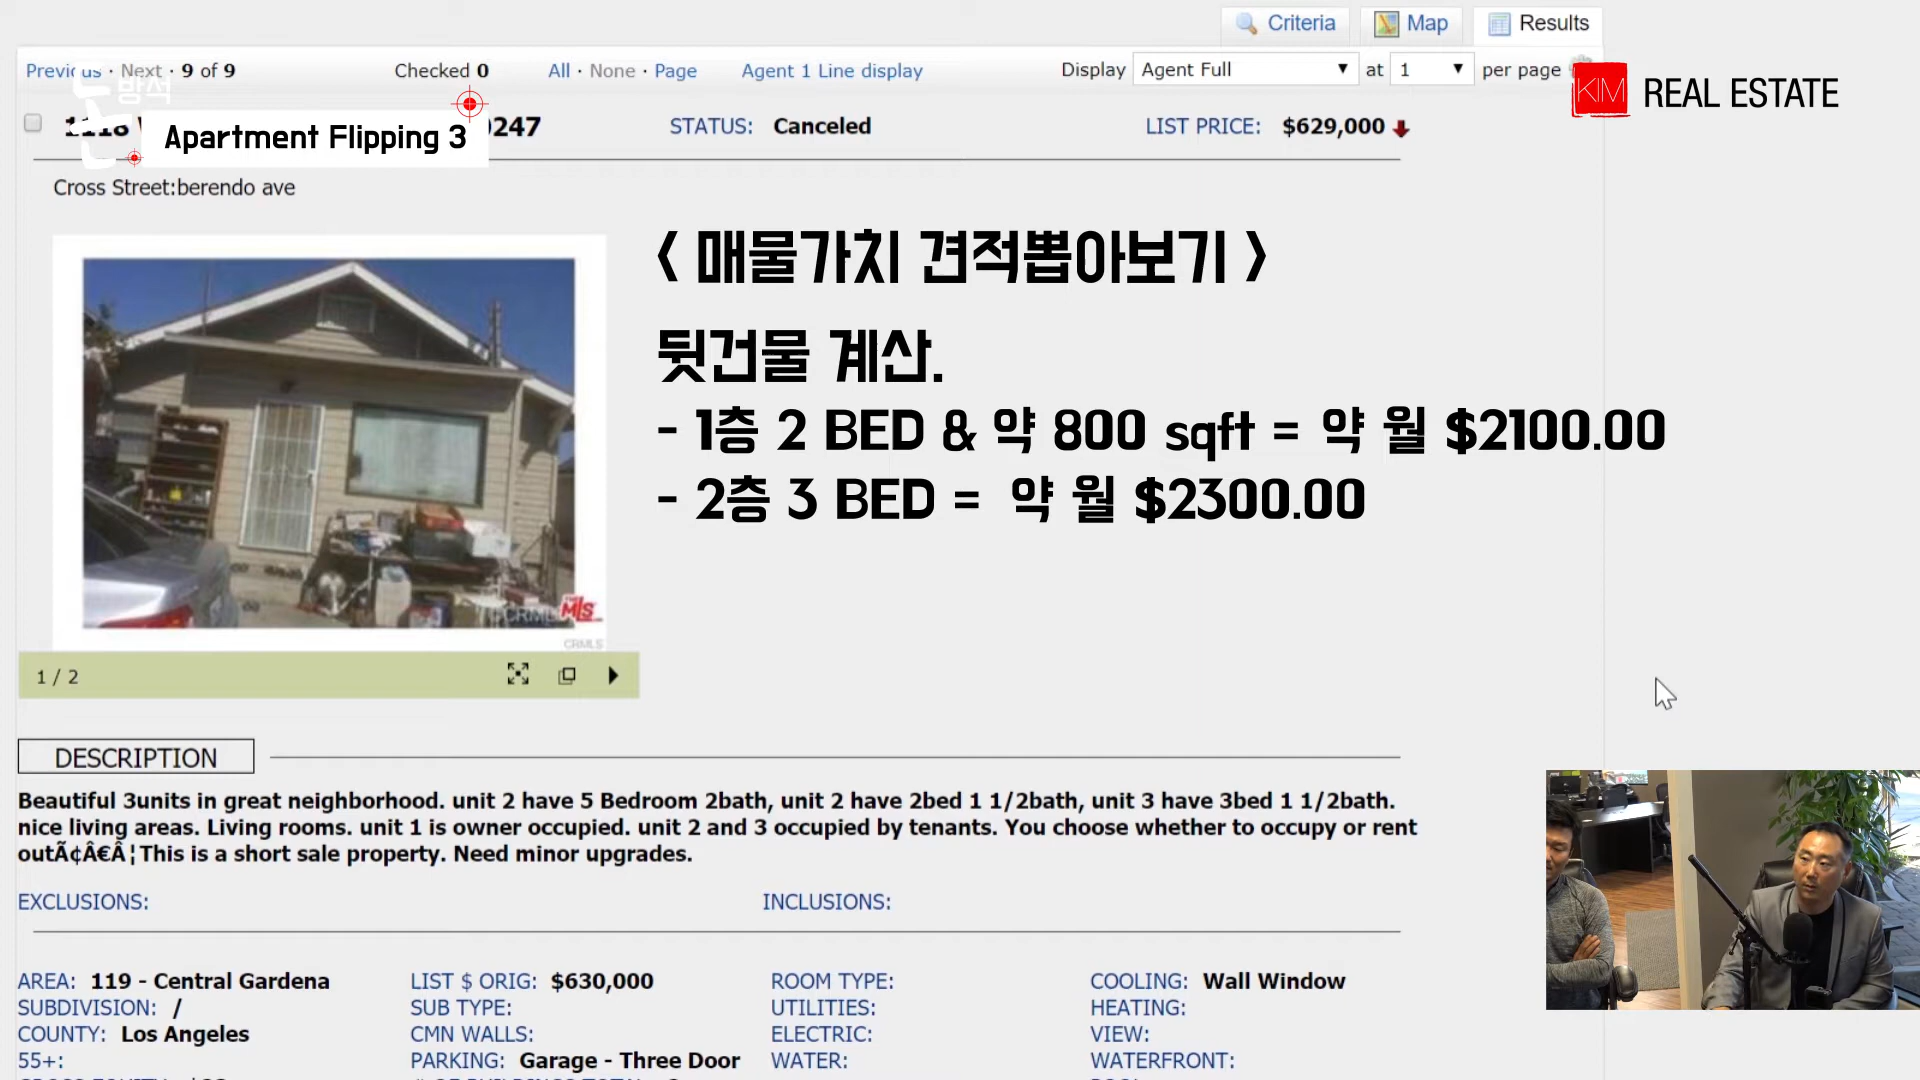 Criteria
Map
Results
Previous · Next · 9 of 9
Checked 0
All · None · Page
Agent 1 Line display
Display Agent Full at 1 per page
KIM REAL ESTATE
돈방석
Apartment Flipping 3
1118
247
STATUS: Canceled
LIST PRICE: $629,000
Cross Street:berendo ave
< 매물가치 견적뽑아보기 >
뒷건물 계산.
- 1층 2 BED & 약 800 sqft = 약 월 $2100.00
- 2층 3 BED = 약 월 $2300.00
CRMLS
MLS
CRMLS
1 / 2
DESCRIPTION
Beautiful 3units in great neighborhood. unit 2 have 5 Bedroom 2bath, unit 2 have 2bed 1 1/2bath, unit 3 have 3bed 1 1/2bath.
nice living areas. Living rooms. unit 1 is owner occupied. unit 2 and 3 occupied by tenants. You choose whether to occupy or rent
outÃ¢Â€Â¦This is a short sale property. Need minor upgrades.
EXCLUSIONS:
INCLUSIONS:
AREA: 119 - Central Gardena
LIST $ ORIG: $630,000
ROOM TYPE:
COOLING: Wall Window
SUBDIVISION: /
SUB TYPE:
UTILITIES:
HEATING:
COUNTY: Los Angeles
CMN WALLS:
ELECTRIC:
VIEW:
55+:
PARKING: Garage - Three Door
WATER:
WATERFRONT: